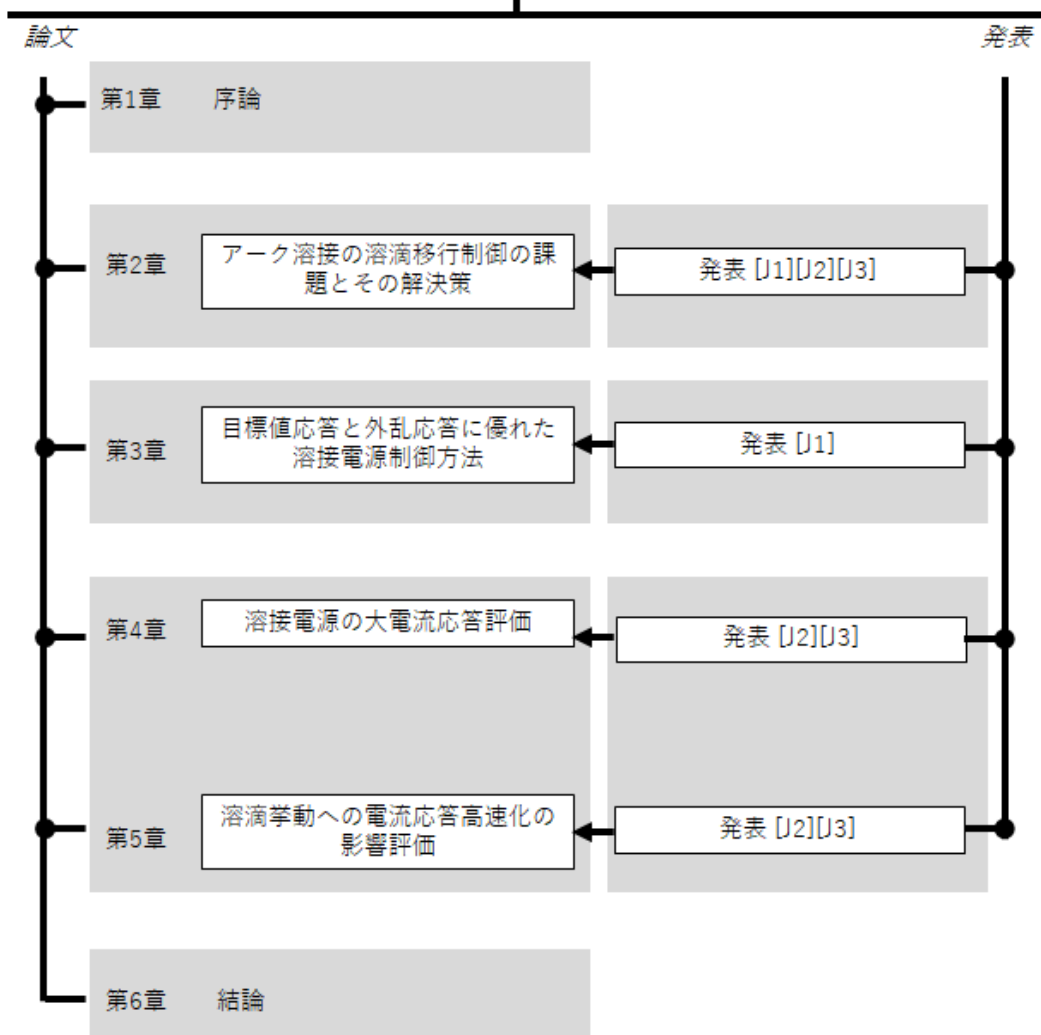 論文
発表
第1章 序論
第2章
アーク溶接の溶滴移行制御の課
題とその解決策
発表 [J1][J2][J3]
第3章
目標値応答と外乱応答に優れた
溶接電源制御方法
発表 [J1]
第4章
溶接電源の大電流応答評価
発表 [J2][J3]
第5章
溶滴挙動への電流応答高速化の
影響評価
発表 [J2][J3]
第6章 結論